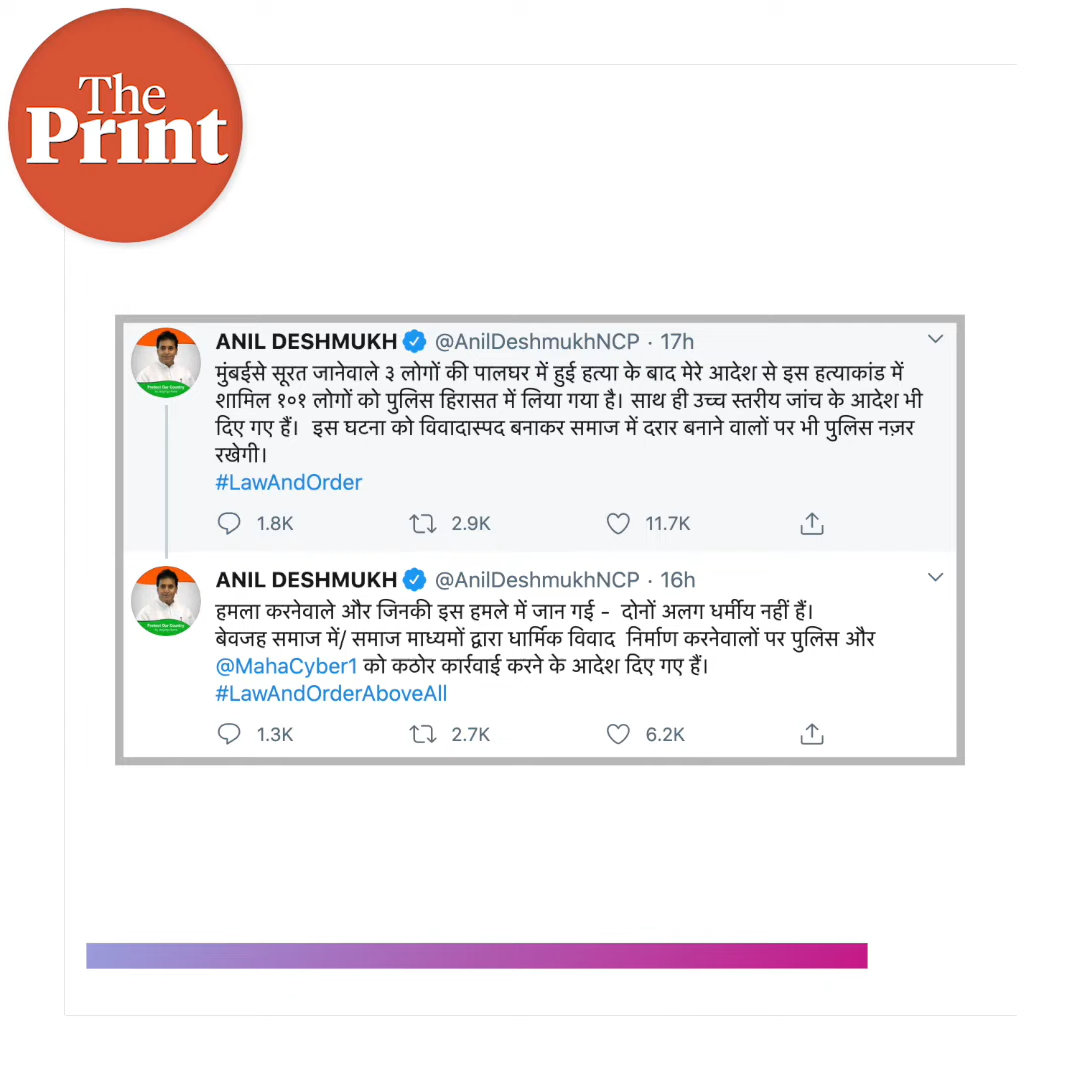 The
Print
ANIL DESHMUKH @AnilDeshmukhNCP · 17h
मुंबईसे सूरत जानेवाले ३ लोगों की पालघर में हुई हत्या के बाद मेरे आदेश से इस हत्याकांड में
शामिल १०१ लोगों को पुलिस हिरासत में लिया गया है। साथ ही उच्च स्तरीय जांच के आदेश भी
दिए गए हैं। इस घटना को विवादास्पद बनाकर समाज में दरार बनाने वालों पर भी पुलिस नज़र
रखेगी।
#LawAndOrder
1.8K 2.9K 11.7K
ANIL DESHMUKH @AnilDeshmukhNCP · 16h
हमला करनेवाले और जिनकी इस हमले में जान गई - दोनों अलग धर्मीय नहीं हैं।
बेवजह समाज में/ समाज माध्यमों द्वारा धार्मिक विवाद निर्माण करनेवालों पर पुलिस और
@MahaCyber1 को कठोर कार्रवाई करने के आदेश दिए गए हैं।
#LawAndOrderAboveAll
1.3K 2.7K 6.2K